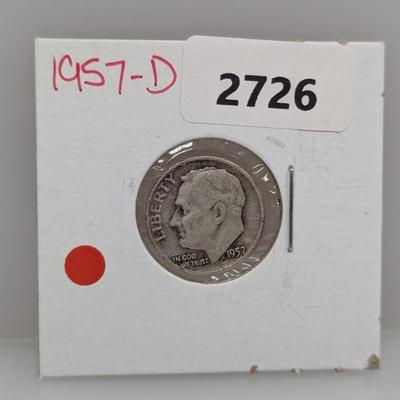 1957-D
2726
LIBERTY
IN GOD
WE TRUST
1957